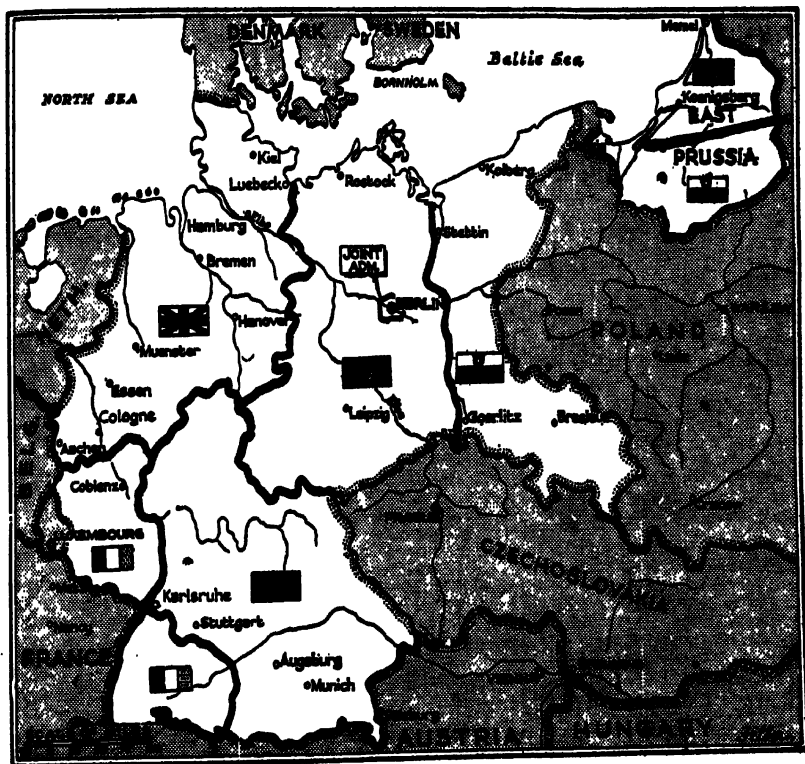 DENMARK
SWEDEN
Memel
Baltic Sea
BORNHOLM
NORTH SEA
Koenigsberg
EAST
PRUSSIA
Kiel
Kolberg
Luebeck
Rostock
Hamburg
Stettin
Bremen
JOINT
ADM.
BERLIN
Hanover
POLAND
Muenster
Essen
Leipzig
Goerlitz
Breslau
Cologne
Aachen
Coblenz
LUXEMBOURG
CZECHOSLOVAKIA
Karlsruhe
Stuttgart
FRANCE
Augsburg
Munich
AUSTRIA
HUNGARY